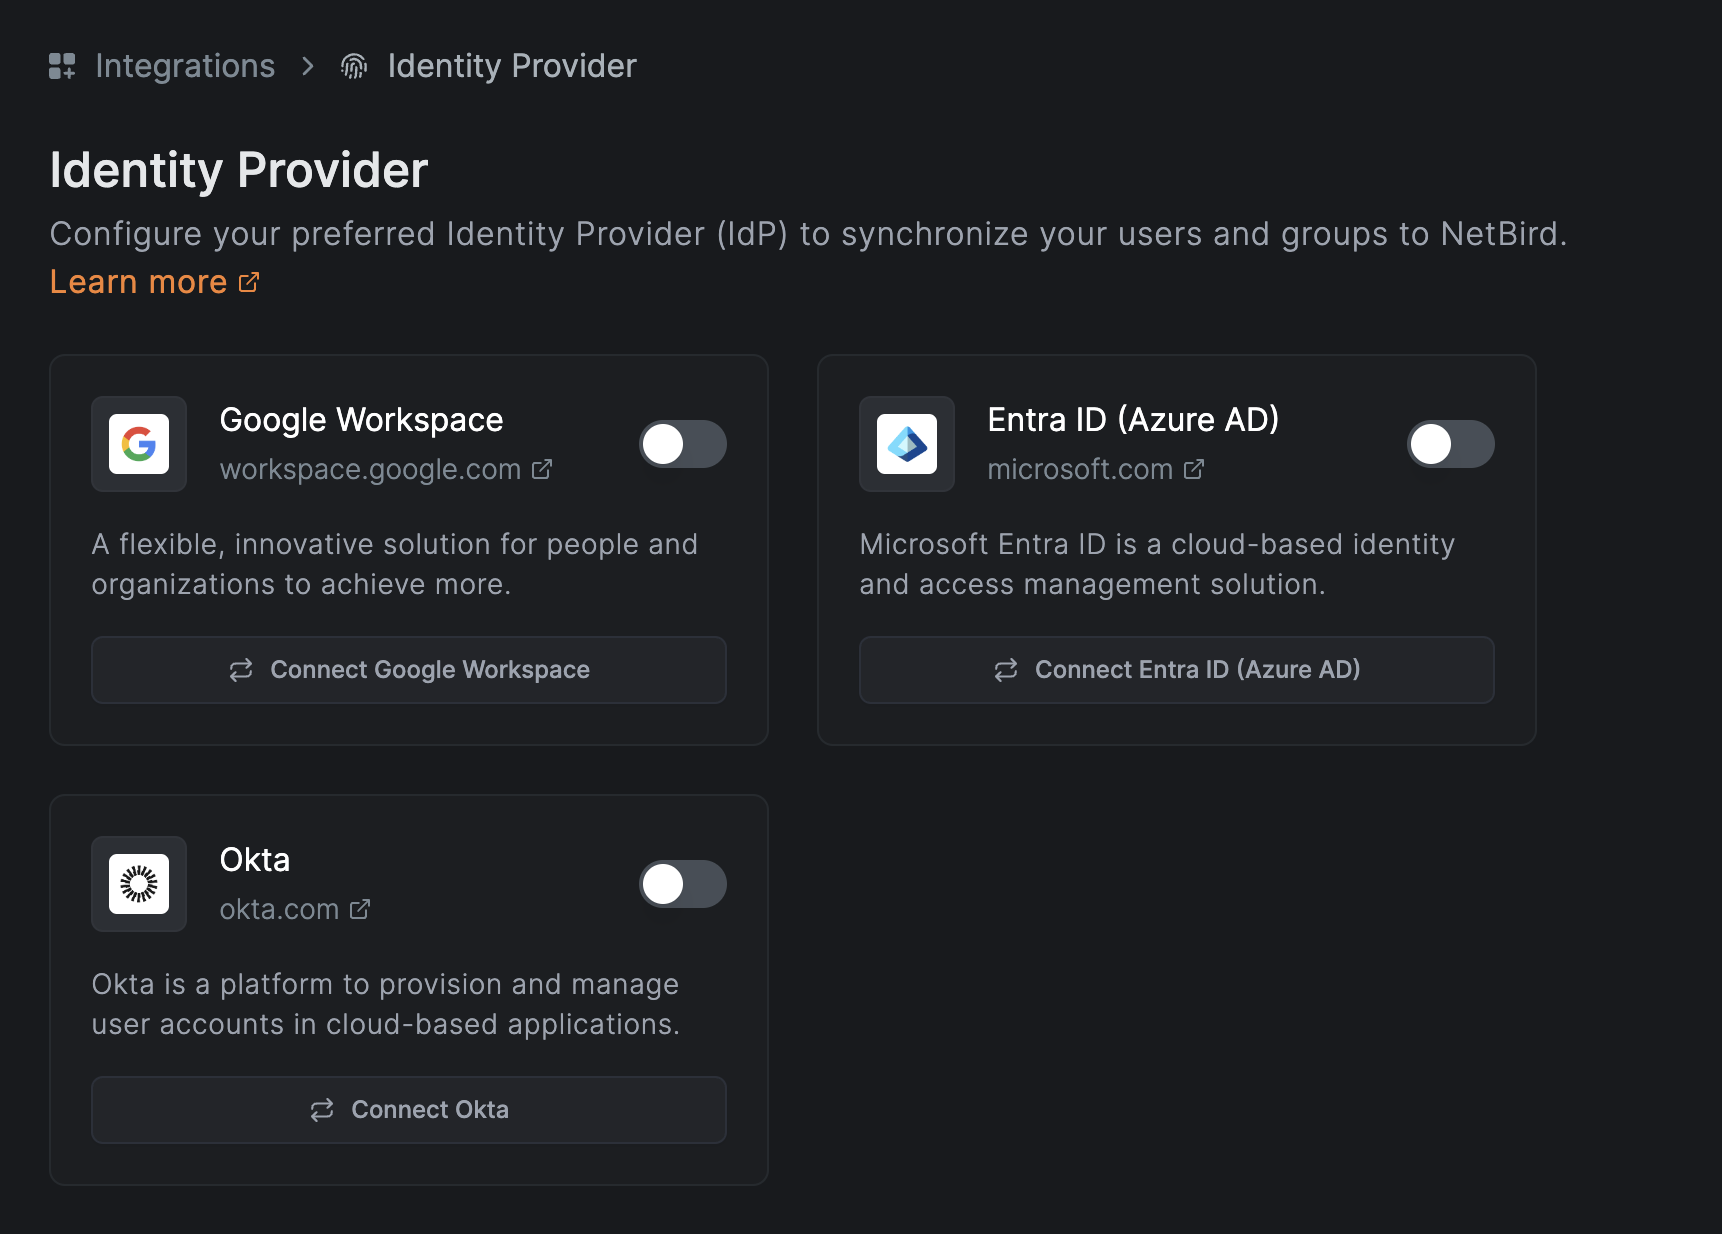 Integrations > Identity Provider
Identity Provider
Configure your preferred Identity Provider (IdP) to synchronize your users and groups to NetBird.
Learn more
Google Workspace
workspace.google.com
A flexible, innovative solution for people and
organizations to achieve more.
Connect Google Workspace
Entra ID (Azure AD)
microsoft.com
Microsoft Entra ID is a cloud-based identity
and access management solution.
Connect Entra ID (Azure AD)
Okta
okta.com
Okta is a platform to provision and manage
user accounts in cloud-based applications.
Connect Okta